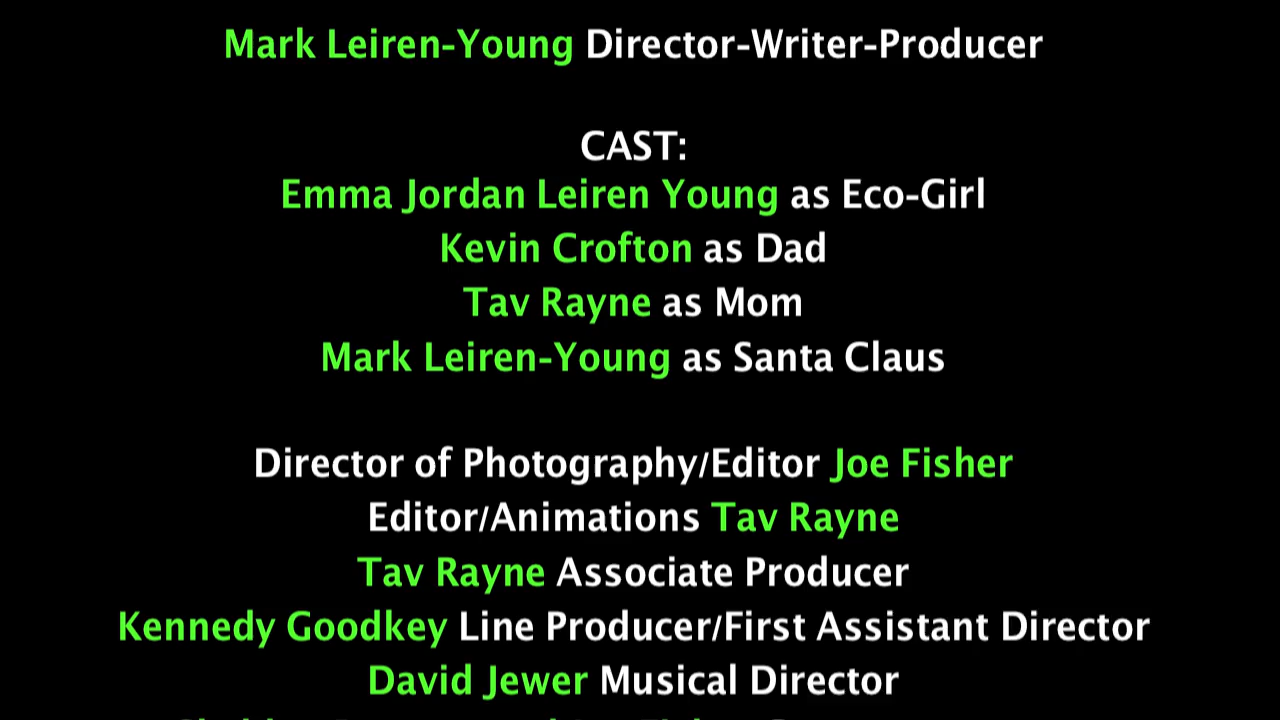 Mark Leiren-Young Director-Writer-Producer
CAST:
Emma Jordan Leiren Young as Eco-Girl
Kevin Crofton as Dad
Tav Rayne as Mom
Mark Leiren-Young as Santa Claus
Director of Photography/Editor Joe Fisher
Editor/Animations Tav Rayne
Tav Rayne Associate Producer
Kennedy Goodkey Line Producer/First Assistant Director
David Jewer Musical Director